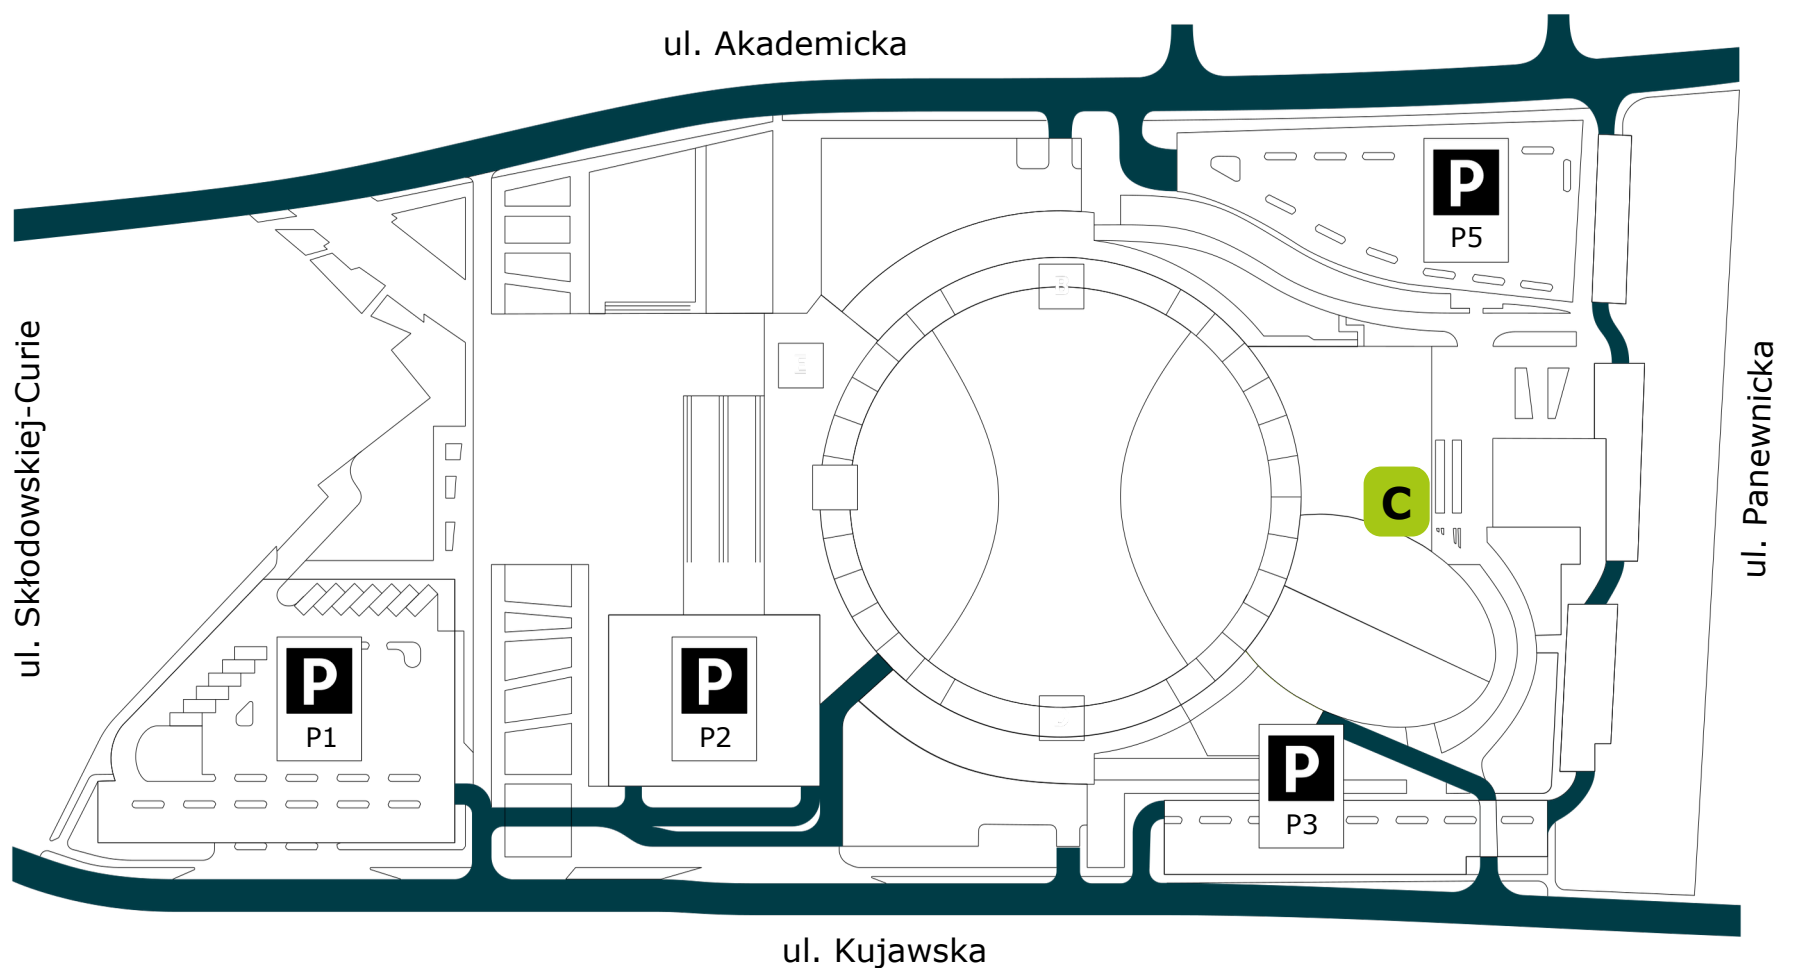 ul. Akademicka
P
P5
ul. Skłodowskiej-Curie
ul. Panewnicka
C
P
P1
P
P2
P
P3
ul. Kujawska